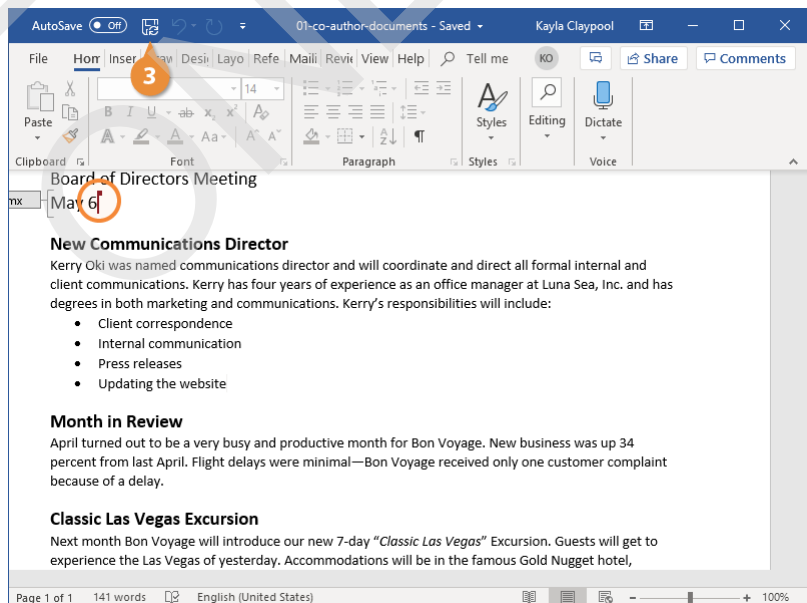 AutoSave Off 01-co-author-documents - Saved Kayla Claypool
File Hom Inser Draw Desi Layo Refe Maili Revie View Help Tell me KO Share Comments
3
14
Paste B I U ab x, x² A
A A Aa A^ A˅ Styles Editing Dictate
Clipboard Font Paragraph Styles Voice
Board of Directors Meeting
mx May 6
New Communications Director
Kerry Oki was named communications director and will coordinate and direct all formal internal and
client communications. Kerry has four years of experience as an office manager at Luna Sea, Inc. and has
degrees in both marketing and communications. Kerry’s responsibilities will include:
• Client correspondence
• Internal communication
• Press releases
• Updating the website
Month in Review
April turned out to be a very busy and productive month for Bon Voyage. New business was up 34
percent from last April. Flight delays were minimal—Bon Voyage received only one customer complaint
because of a delay.
Classic Las Vegas Excursion
Next month Bon Voyage will introduce our new 7-day “Classic Las Vegas” Excursion. Guests will get to
experience the Las Vegas of yesterday. Accommodations will be in the famous Gold Nugget hotel,
Page 1 of 1 141 words English (United States) 100%